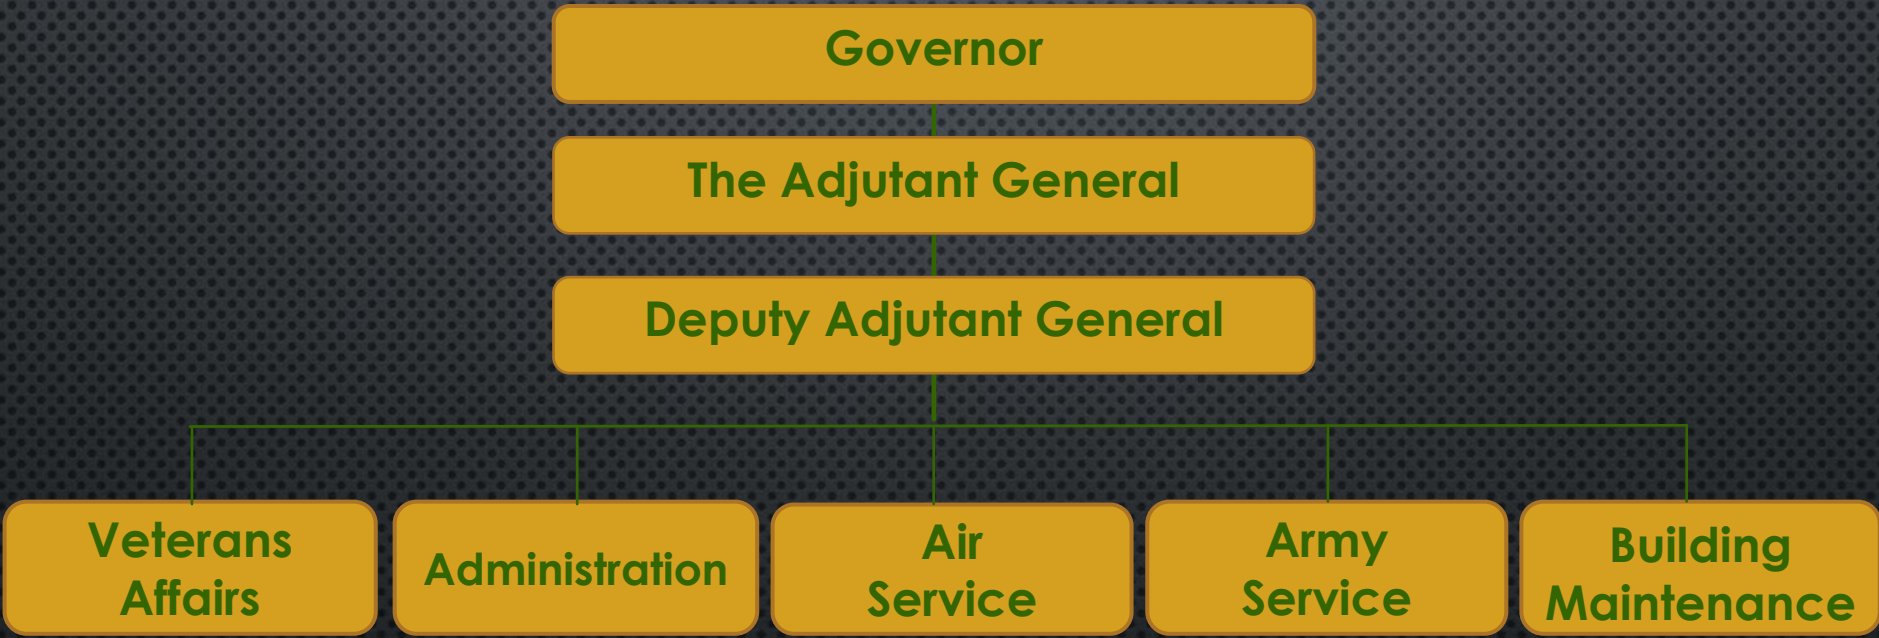 Governor
The Adjutant General
Deputy Adjutant General
Veterans
Affairs
Administration
Air
Service
Army
Service
Building
Maintenance